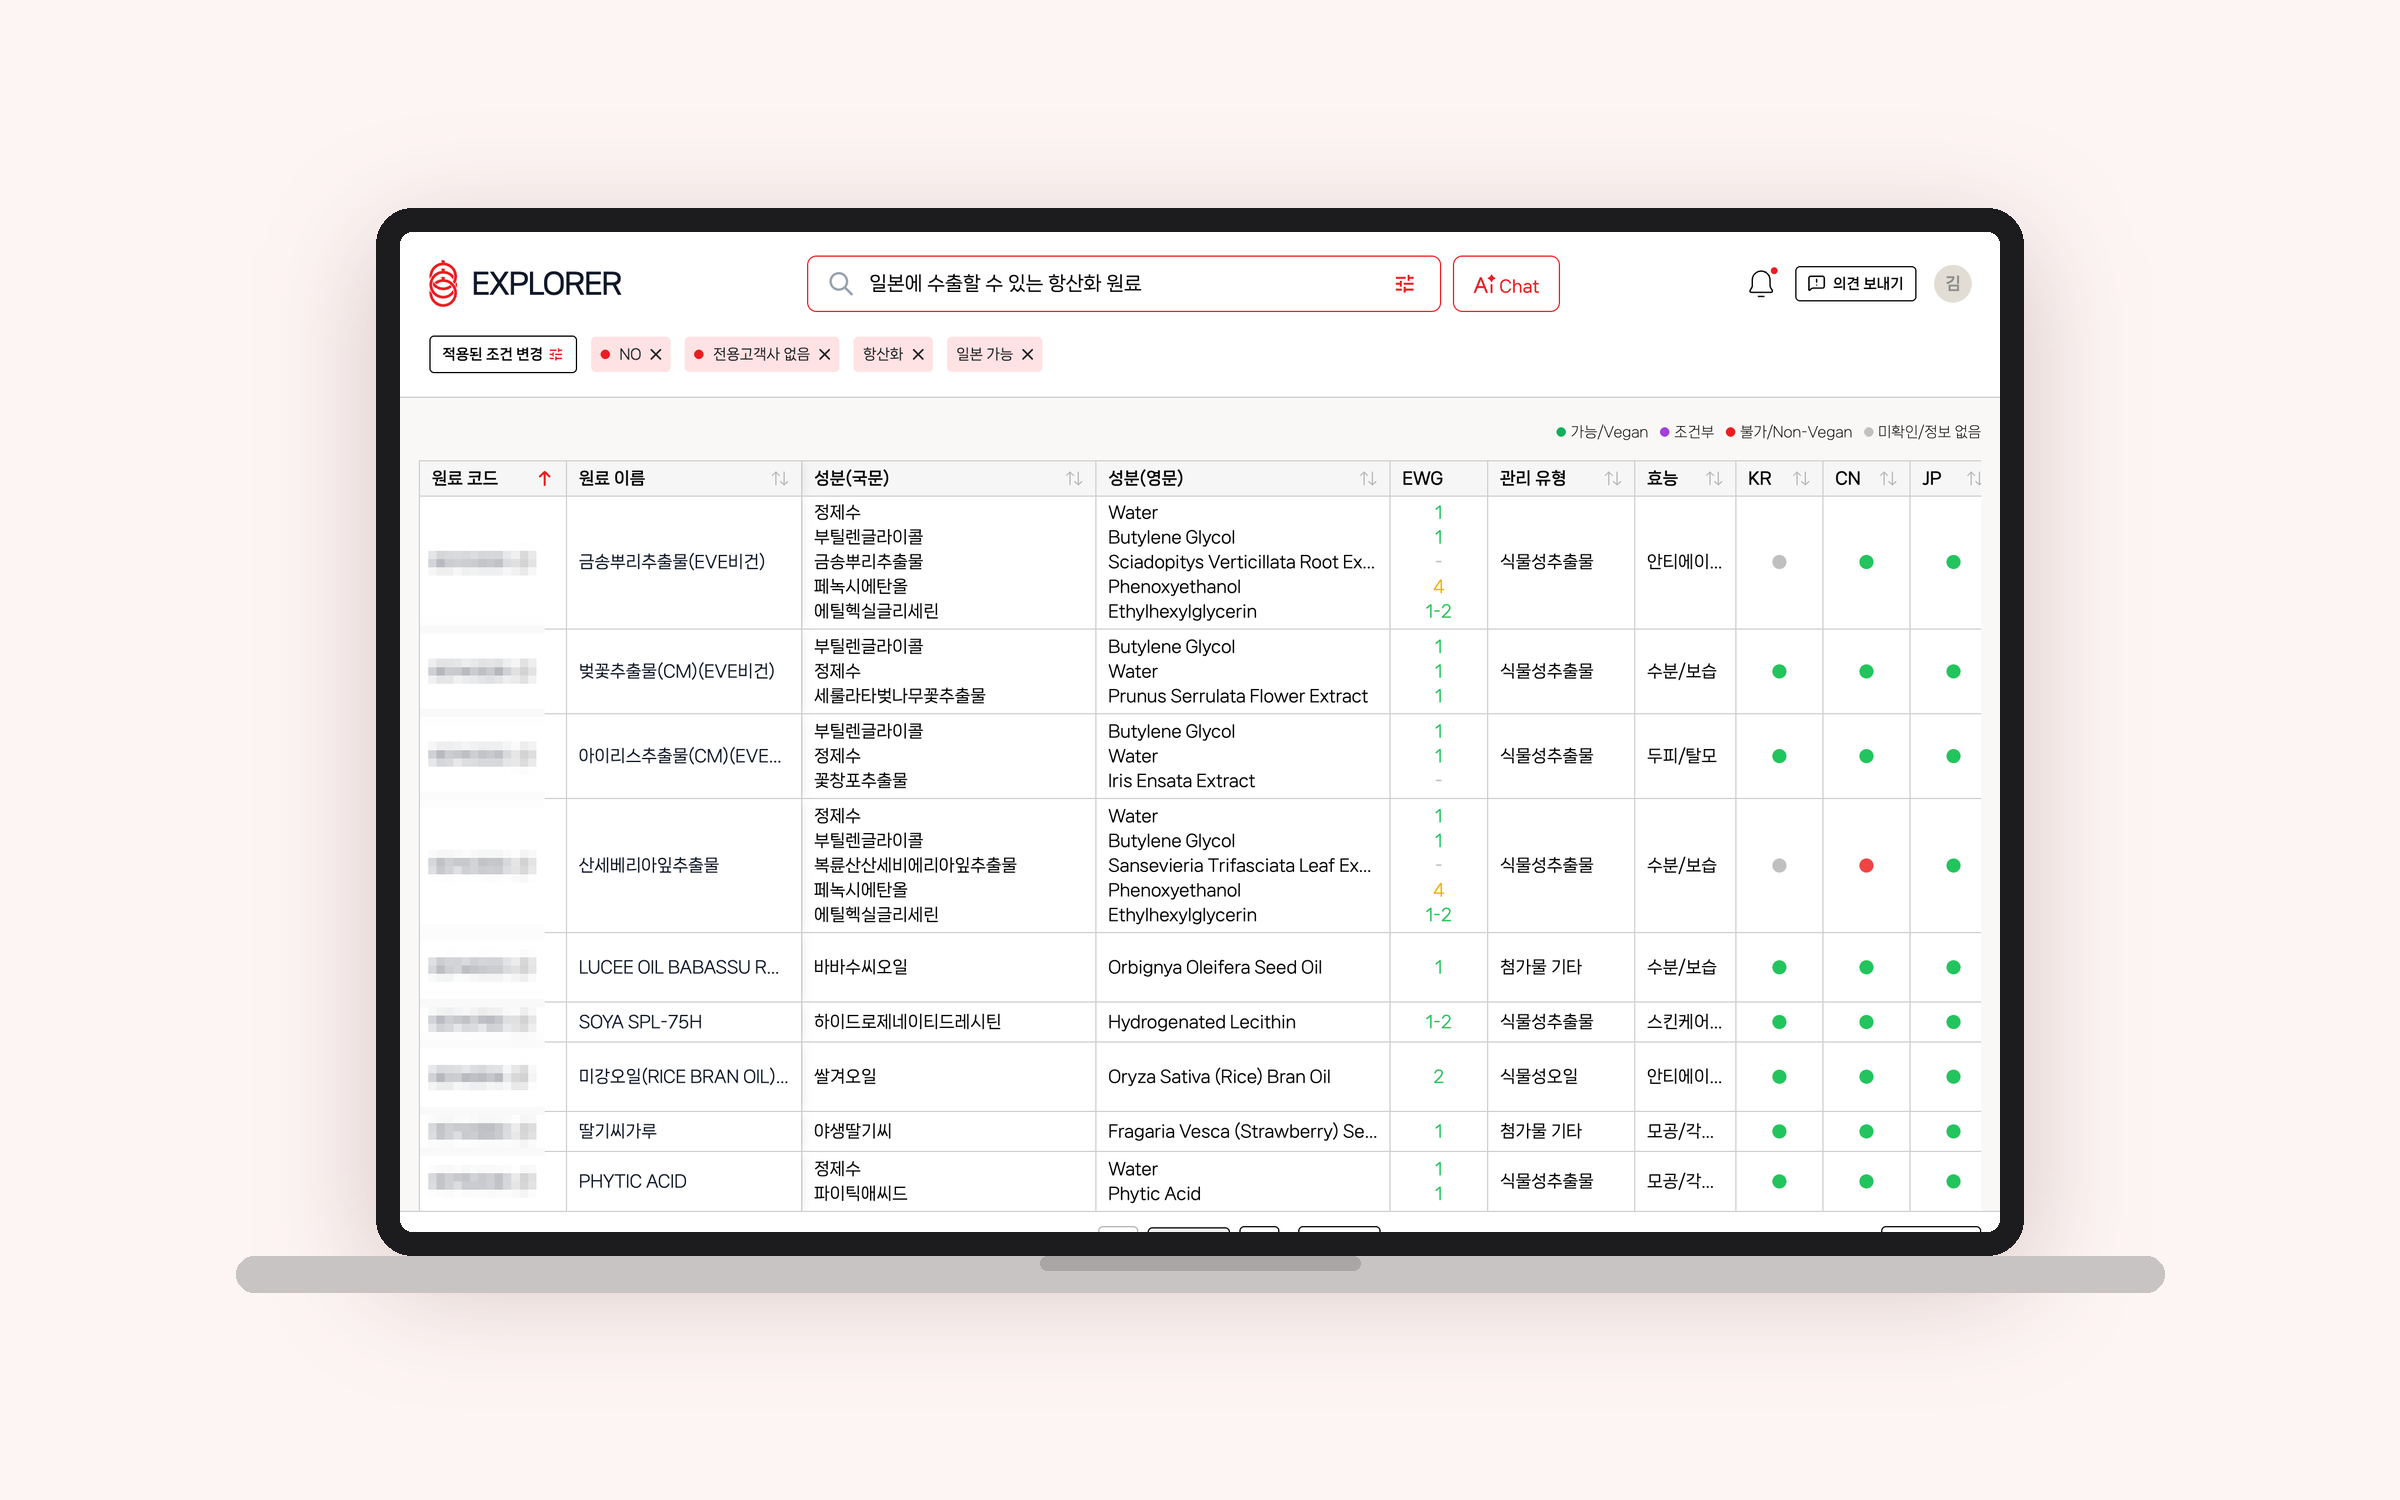 EXPLORER
일본에 수출할 수 있는 항산화 원료
Ai Chat
의견 보내기
김
적용된 조건 변경
NO
전용고객사 없음
항산화
일본 가능
가능/Vegan 조건부 불가/Non-Vegan 미확인/정보 없음
원료 코드 원료 이름 성분(국문) 성분(영문) EWG 관리 유형 효능 KR CN JP
금송뿌리추출물(EVE비건)
정제수 Water 1
부틸렌글라이콜 Butylene Glycol 1
금송뿌리추출물 Sciadopitys Verticillata Root Ex... -
페녹시에탄올 Phenoxyethanol 4
에틸헥실글리세린 Ethylhexylglycerin 1-2
식물성추출물 안티에이...
벚꽃추출물(CM)(EVE비건)
부틸렌글라이콜 Butylene Glycol 1
정제수 Water 1
세룰라타벚나무꽃추출물 Prunus Serrulata Flower Extract 1
식물성추출물 수분/보습
아이리스추출물(CM)(EVE...
부틸렌글라이콜 Butylene Glycol 1
정제수 Water 1
꽃창포추출물 Iris Ensata Extract -
식물성추출물 두피/탈모
산세베리아잎추출물
정제수 Water 1
부틸렌글라이콜 Butylene Glycol 1
복륜산산세비에리아잎추출물 Sansevieria Trifasciata Leaf Ex... -
페녹시에탄올 Phenoxyethanol 4
에틸헥실글리세린 Ethylhexylglycerin 1-2
식물성추출물 수분/보습
LUCEE OIL BABASSU R... 바바수씨오일 Orbignya Oleifera Seed Oil 1 첨가물 기타 수분/보습
SOYA SPL-75H 하이드로제네이티드레시틴 Hydrogenated Lecithin 1-2 식물성추출물 스킨케어...
미강오일(RICE BRAN OIL)... 쌀겨오일 Oryza Sativa (Rice) Bran Oil 2 식물성오일 안티에이...
딸기씨가루 야생딸기씨 Fragaria Vesca (Strawberry) Se... 1 첨가물 기타 모공/각...
PHYTIC ACID
정제수 Water 1
파이틱애씨드 Phytic Acid 1
식물성추출물 모공/각...